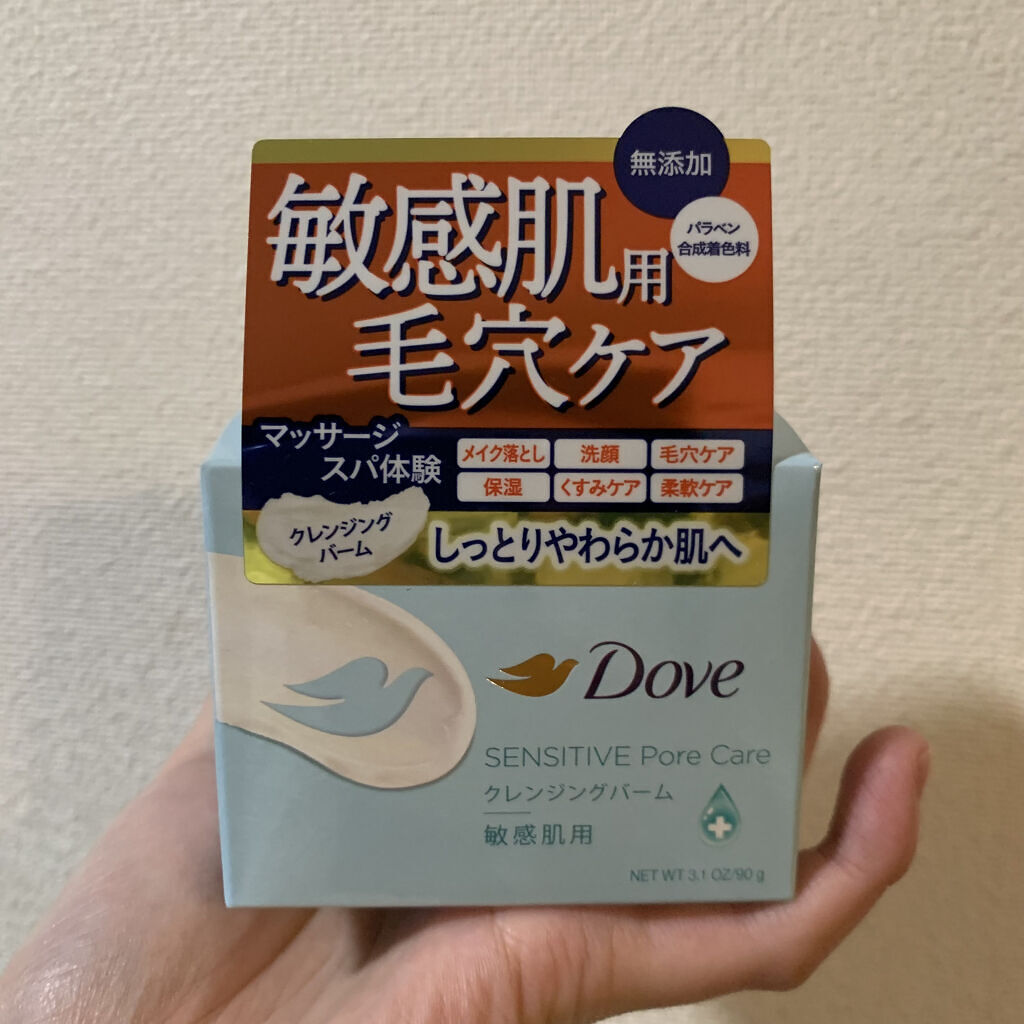 無添加
パラベン
合成着色料
敏感肌用
毛穴ケア
マッサージ
スパ体験
メイク落とし 洗顔 毛穴ケア
保湿 くすみケア 柔軟ケア
クレンジング
バーム
しっとりやわらか肌へ
Dove
SENSITIVE Pore Care
クレンジングバーム
敏感肌用
NET WT 3.1 OZ/90 g